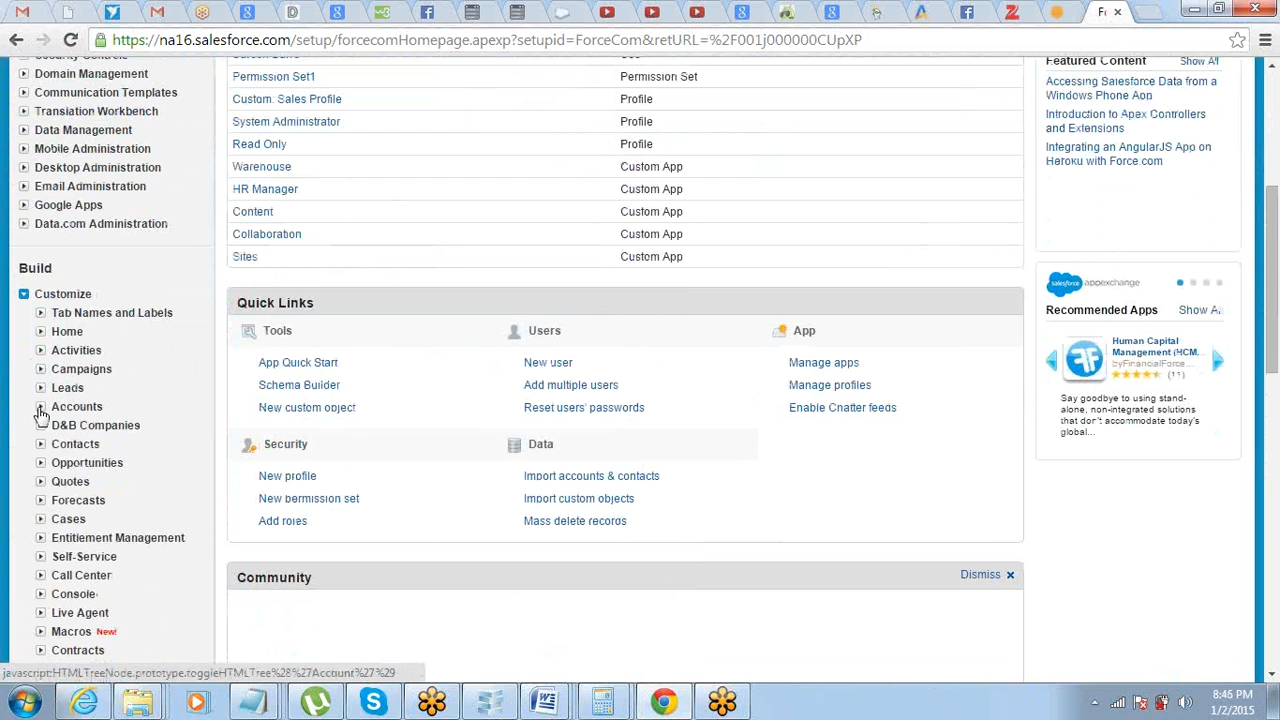 https://na16.salesforce.com/setup/forcecomHomepage.apexp?setupid=ForceCom&retURL=%2F001j000000CUpXP
Domain Management
Communication Templates
Translation Workbench
Data Management
Mobile Administration
Desktop Administration
Email Administration
Google Apps
Data.com Administration
Build
Customize
Tab Names and Labels
Home
Activities
Campaigns
Leads
Accounts
D&B Companies
Contacts
Opportunities
Quotes
Forecasts
Cases
Entitlement Management
Self-Service
Call Center
Console
Live Agent
Macros New!
Contracts
Permission Set1 Permission Set
Custom: Sales Profile Profile
System Administrator Profile
Read Only Profile
Warehouse Custom App
HR Manager Custom App
Content Custom App
Collaboration Custom App
Sites Custom App
Quick Links
Tools
App Quick Start
Schema Builder
New custom object
Users
New user
Add multiple users
Reset users' passwords
App
Manage apps
Manage profiles
Enable Chatter feeds
Security
New profile
New permission set
Add roles
Data
Import accounts & contacts
Import custom objects
Mass delete records
Community
Dismiss
Featured Content Show All
Accessing Salesforce Data from a
Windows Phone App
Introduction to Apex Controllers
and Extensions
Integrating an AngularJS App on
Heroku with Force.com
salesforce appexchange
Recommended Apps
Human Capital
Management (HCM...
byFinancialForce...
(11)
Say goodbye to using stand-
alone, non-integrated solutions
that don't accommodate today's
global...
javascript:HTMLTreeNode.prototype.toggleHTMLTree%28%27Account%27%29
8:46 PM
1/2/2015